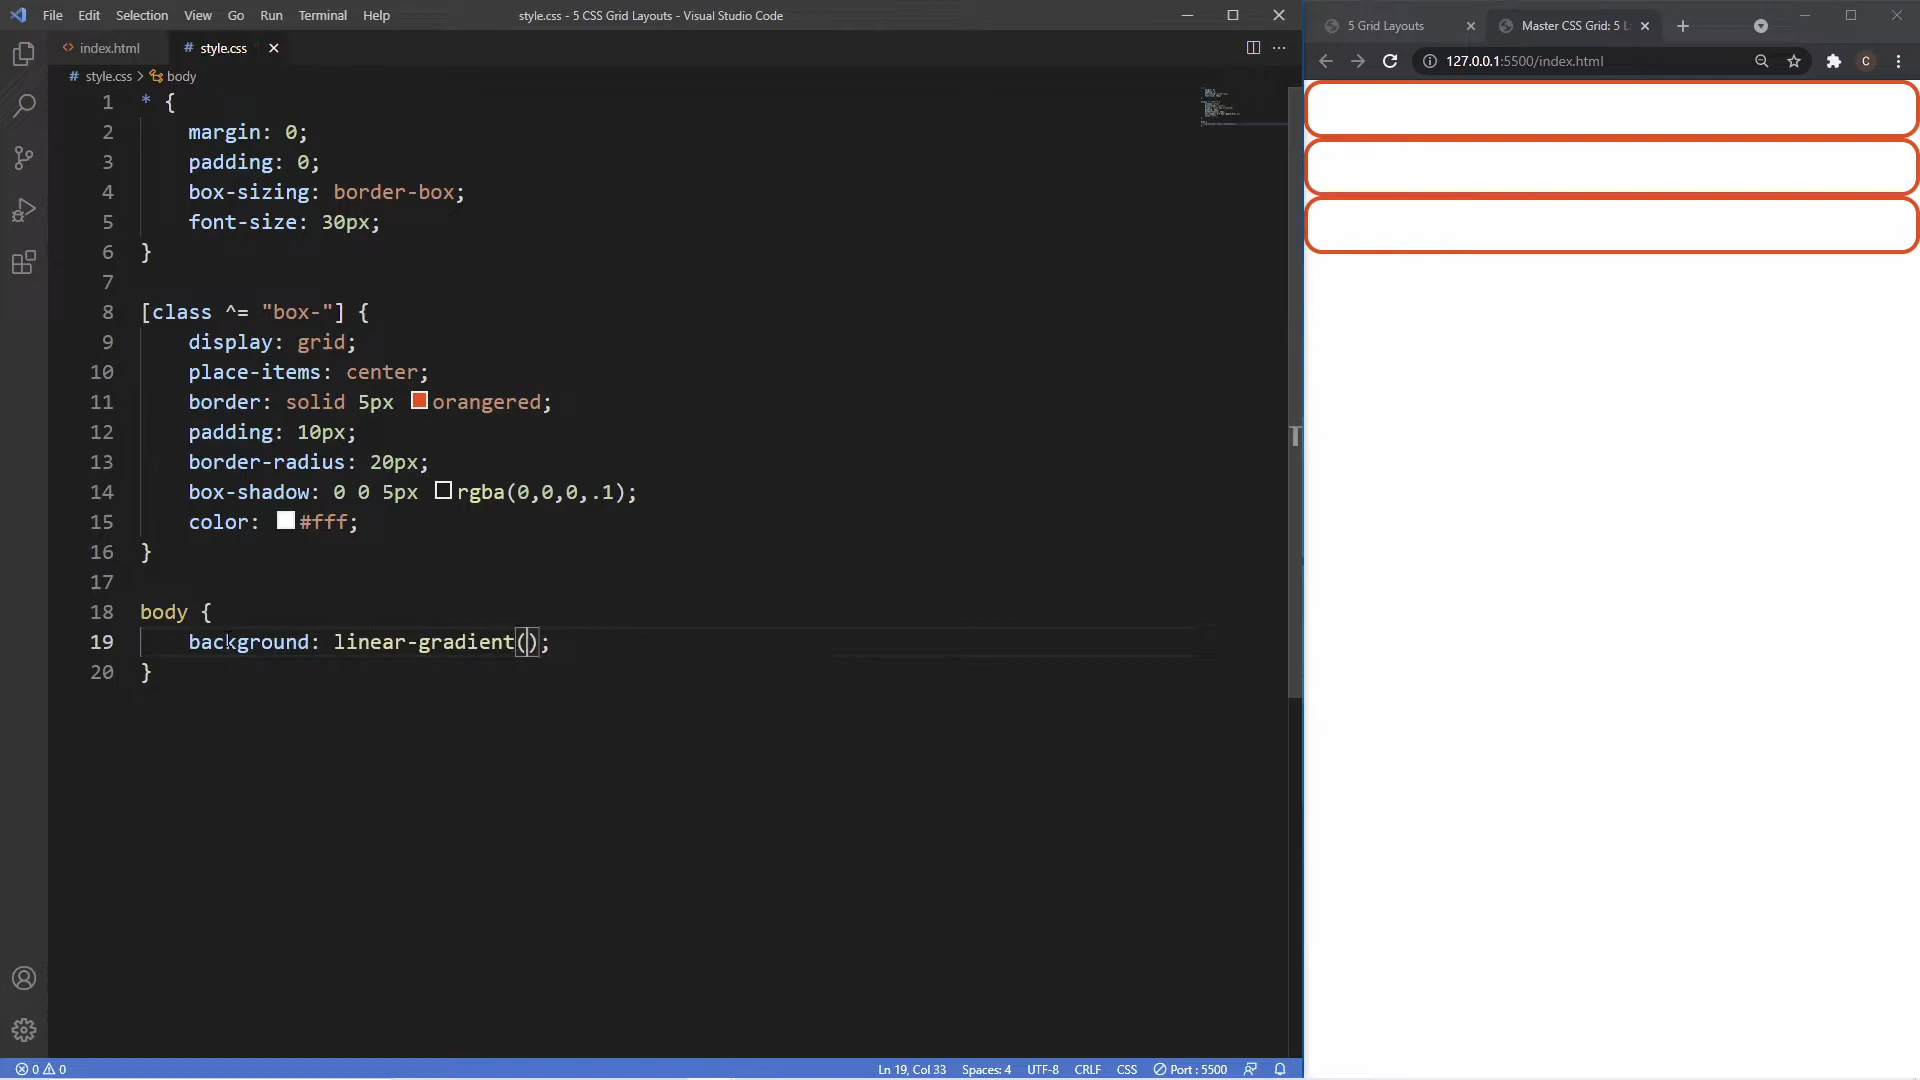 File Edit Selection View Go Run Terminal Help
style.css - 5 CSS Grid Layouts - Visual Studio Code
index.html
# style.css
# style.css > body
1 * {
2 margin: 0;
3 padding: 0;
4 box-sizing: border-box;
5 font-size: 30px;
6 }
7
8 [class ^= "box-"] {
9 display: grid;
10 place-items: center;
11 border: solid 5px orangered;
12 padding: 10px;
13 border-radius: 20px;
14 box-shadow: 0 0 5px rgba(0,0,0,.1);
15 color: #fff;
16 }
17
18 body {
19 background: linear-gradient();
20 }
0 0
Ln 19, Col 33 Spaces: 4 UTF-8 CRLF CSS Port : 5500
5 Grid Layouts
Master CSS Grid: 5 L
127.0.0.1:5500/index.html
C